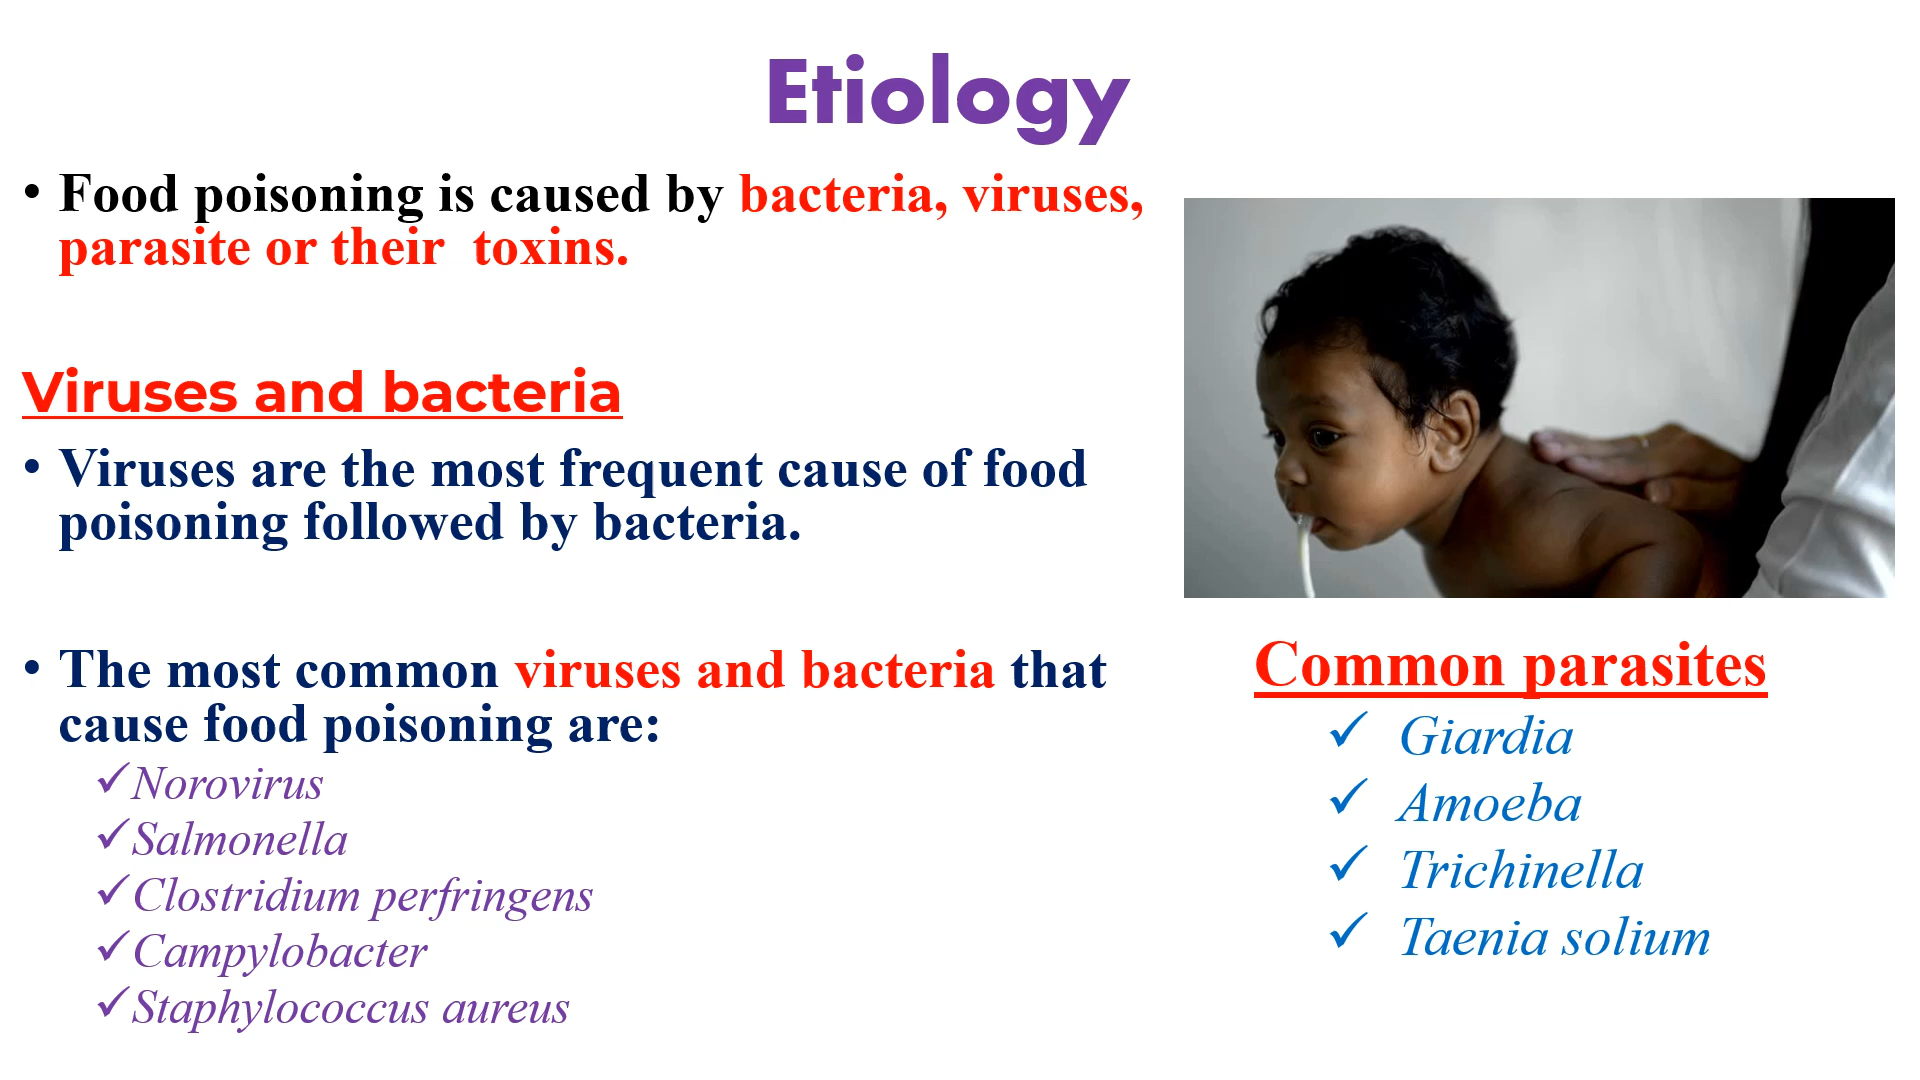 Etiology
• Food poisoning is caused by bacteria, viruses,
parasite or their  toxins.
Viruses and bacteria
• Viruses are the most frequent cause of food
poisoning followed by bacteria.
• The most common viruses and bacteria that
cause food poisoning are:
✓Norovirus
✓Salmonella
✓Clostridium perfringens
✓Campylobacter
✓Staphylococcus aureus
Common parasites
✓ Giardia
✓ Amoeba
✓ Trichinella
✓ Taenia solium